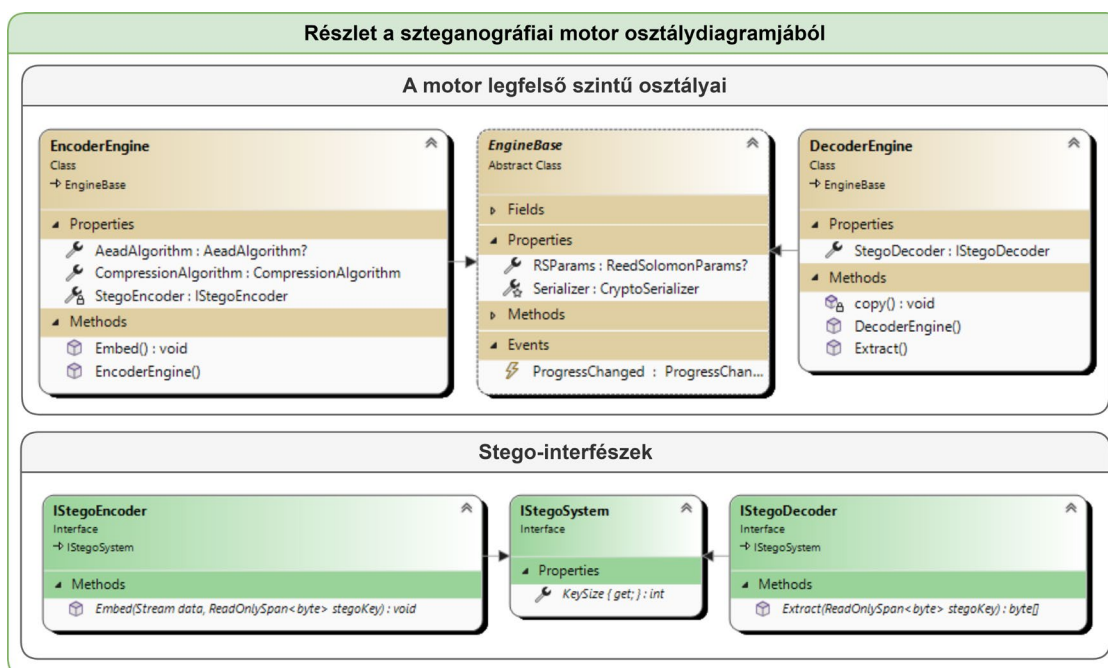 Részlet a szteganográfiai motor osztálydiagramjából
A motor legfelső szintű osztályai
EncoderEngine
Class
EngineBase
Properties
AeadAlgorithm : AeadAlgorithm?
CompressionAlgorithm : CompressionAlgorithm
StegoEncoder : IStegoEncoder
Methods
Embed() : void
EncoderEngine()
EngineBase
Abstract Class
Fields
Properties
RSParams : ReedSolomonParams?
Serializer : CryptoSerializer
Methods
Events
ProgressChanged : ProgressChan...
DecoderEngine
Class
EngineBase
Properties
StegoDecoder : IStegoDecoder
Methods
copy() : void
DecoderEngine()
Extract()
Stego-interfészek
IStegoEncoder
Interface
IStegoSystem
Methods
Embed(Stream data, ReadOnlySpan<byte> stegoKey) : void
IStegoSystem
Interface
Properties
KeySize { get; } : int
IStegoDecoder
Interface
IStegoSystem
Methods
Extract(ReadOnlySpan<byte> stegoKey) : byte[]